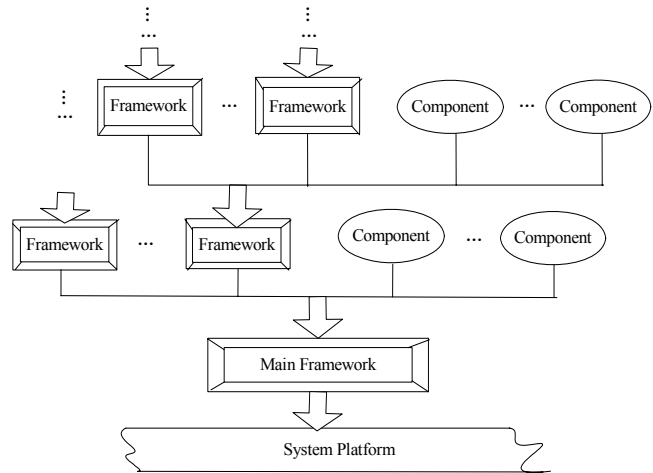 ... ...
... Framework ... Framework Component ... Component
...
Framework ... Framework Component ... Component
Main Framework
System Platform